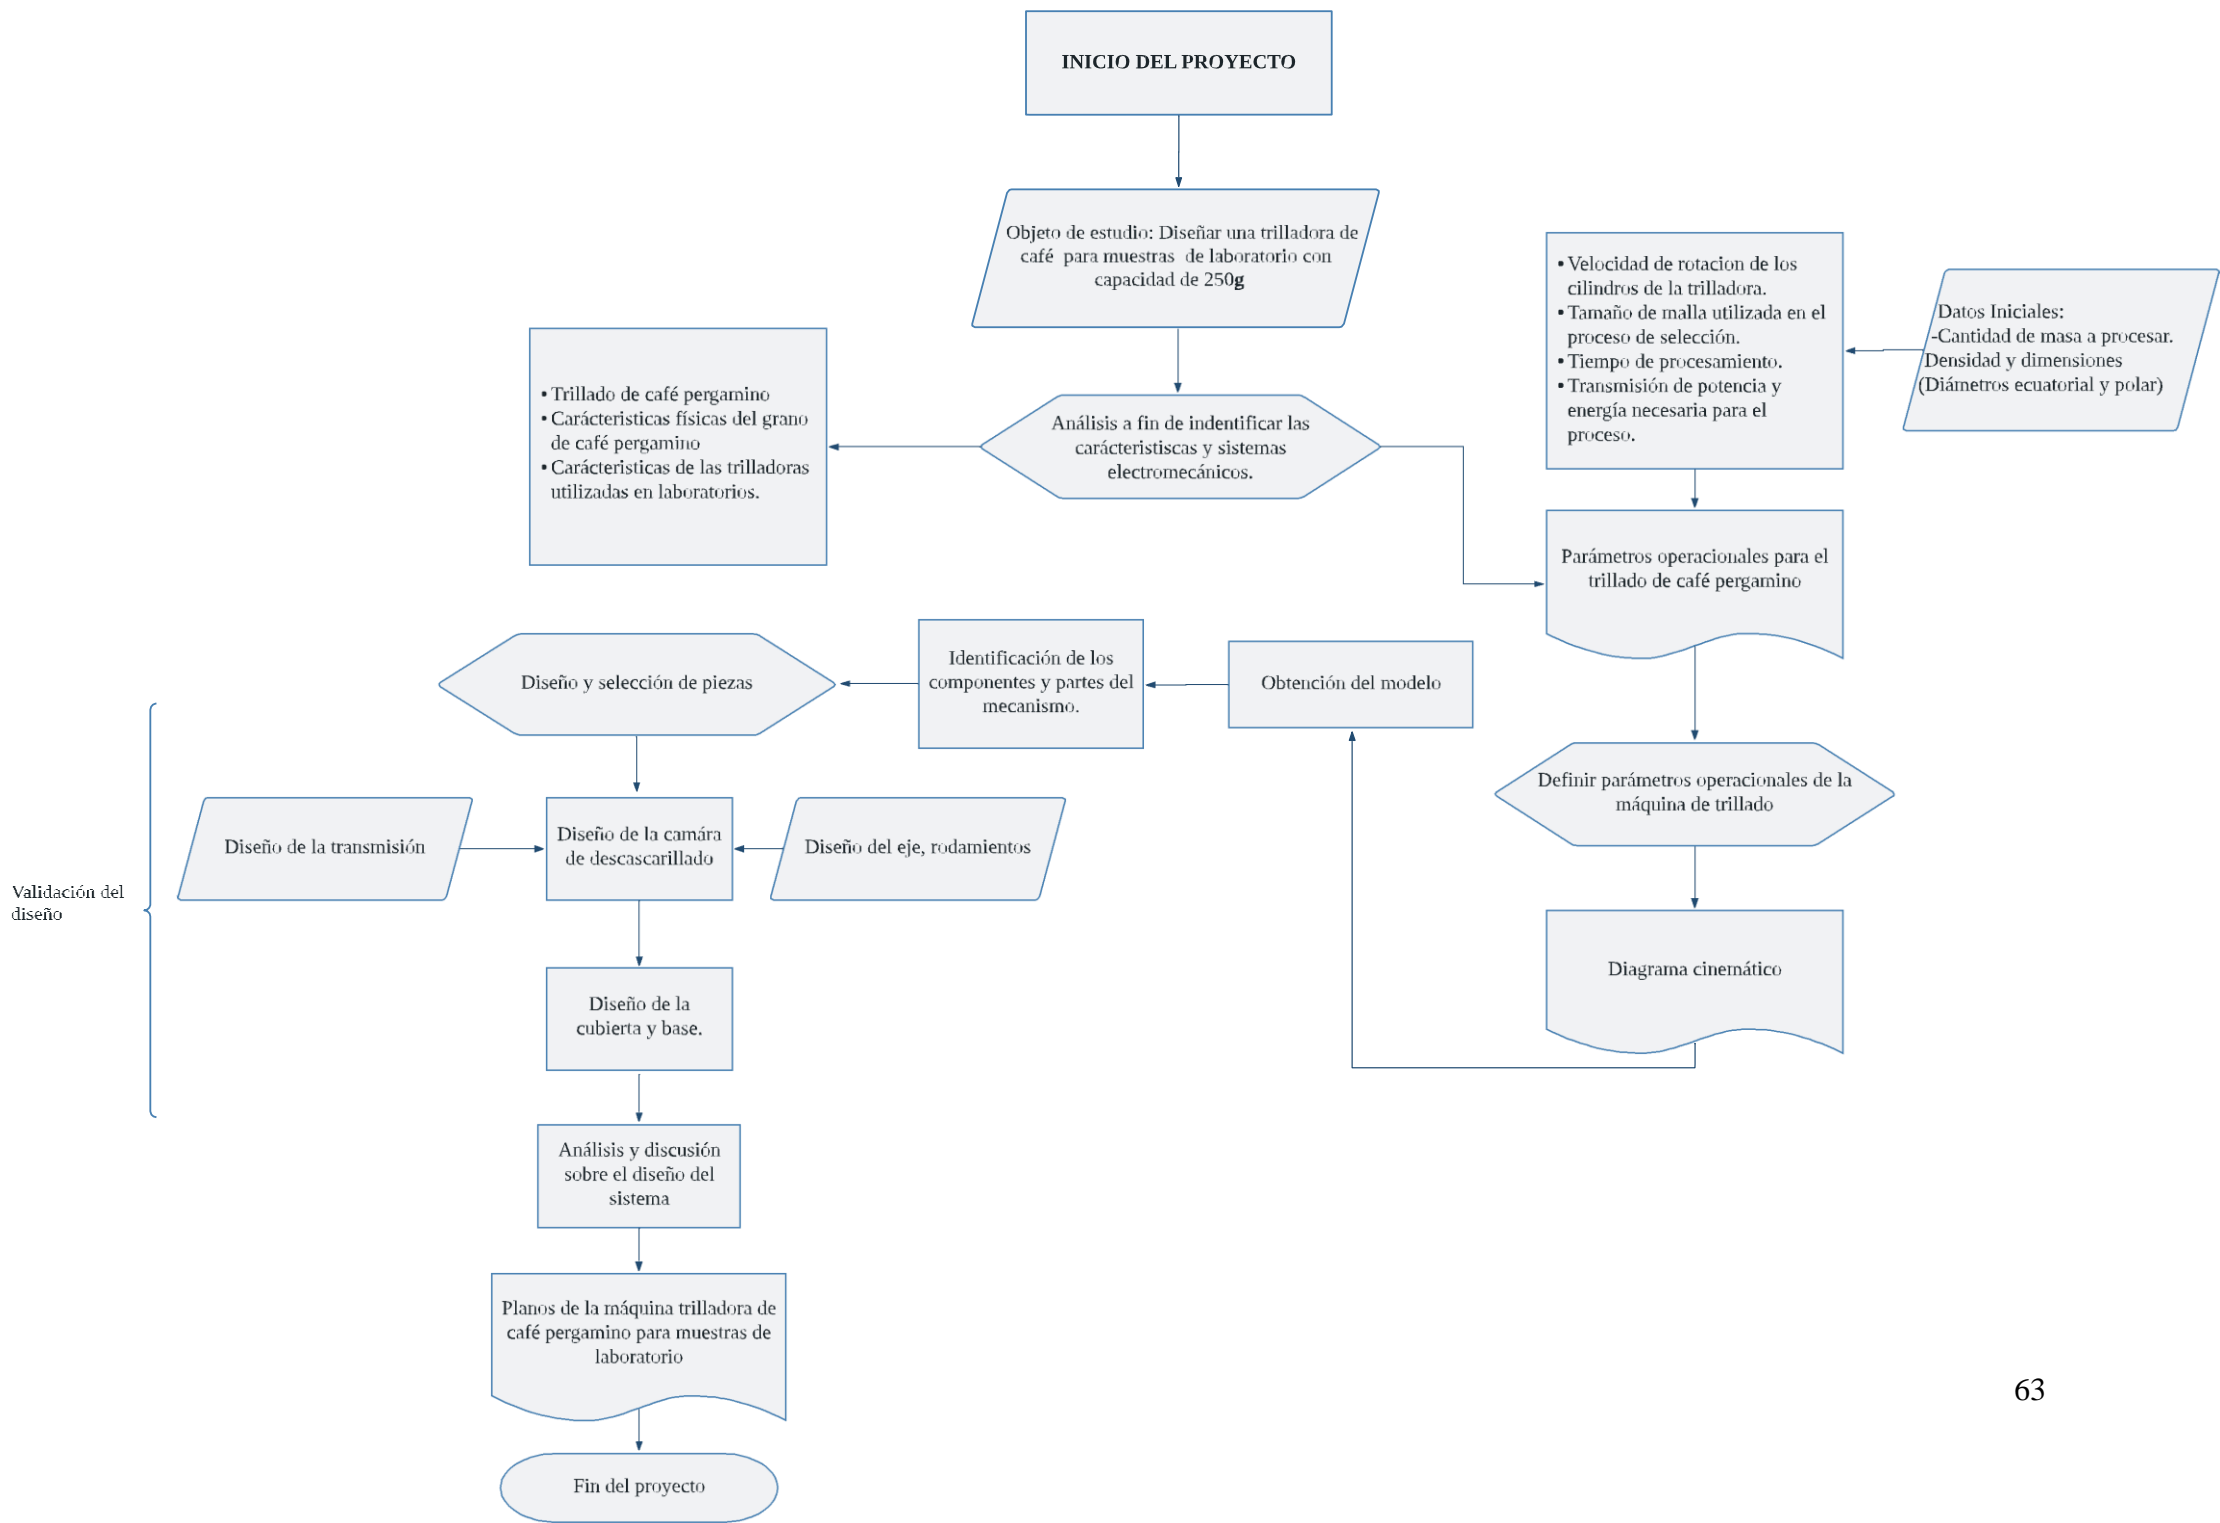 INICIO DEL PROYECTO
Objeto de estudio: Diseñar una trilladora de
café para muestras de laboratorio con
capacidad de 250g
• Velocidad de rotacion de los
cilindros de la trilladora.
• Tamaño de malla utilizada en el
proceso de selección.
• Tiempo de procesamiento.
• Transmisión de potencia y
energía necesaria para el
proceso.
Datos Iniciales:
-Cantidad de masa a procesar.
Densidad y dimensiones
(Diámetros ecuatorial y polar)
• Trillado de café pergamino
• Carácteristicas físicas del grano
de café pergamino
• Carácteristicas de las trilladoras
utilizadas en laboratorios.
Análisis a fin de indentificar las
carácteristiscas y sistemas
electromecánicos.
Parámetros operacionales para el
trillado de café pergamino
Diseño y selección de piezas
Identificación de los
componentes y partes del
mecanismo.
Obtención del modelo
Definir parámetros operacionales de la
máquina de trillado
Validación del
diseño
Diseño de la transmisión
Diseño de la camára
de descascarillado
Diseño del eje, rodamientos
Diagrama cinemático
Diseño de la
cubierta y base.
Análisis y discusión
sobre el diseño del
sistema
Planos de la máquina trilladora de
café pergamino para muestras de
laboratorio
Fin del proyecto
63